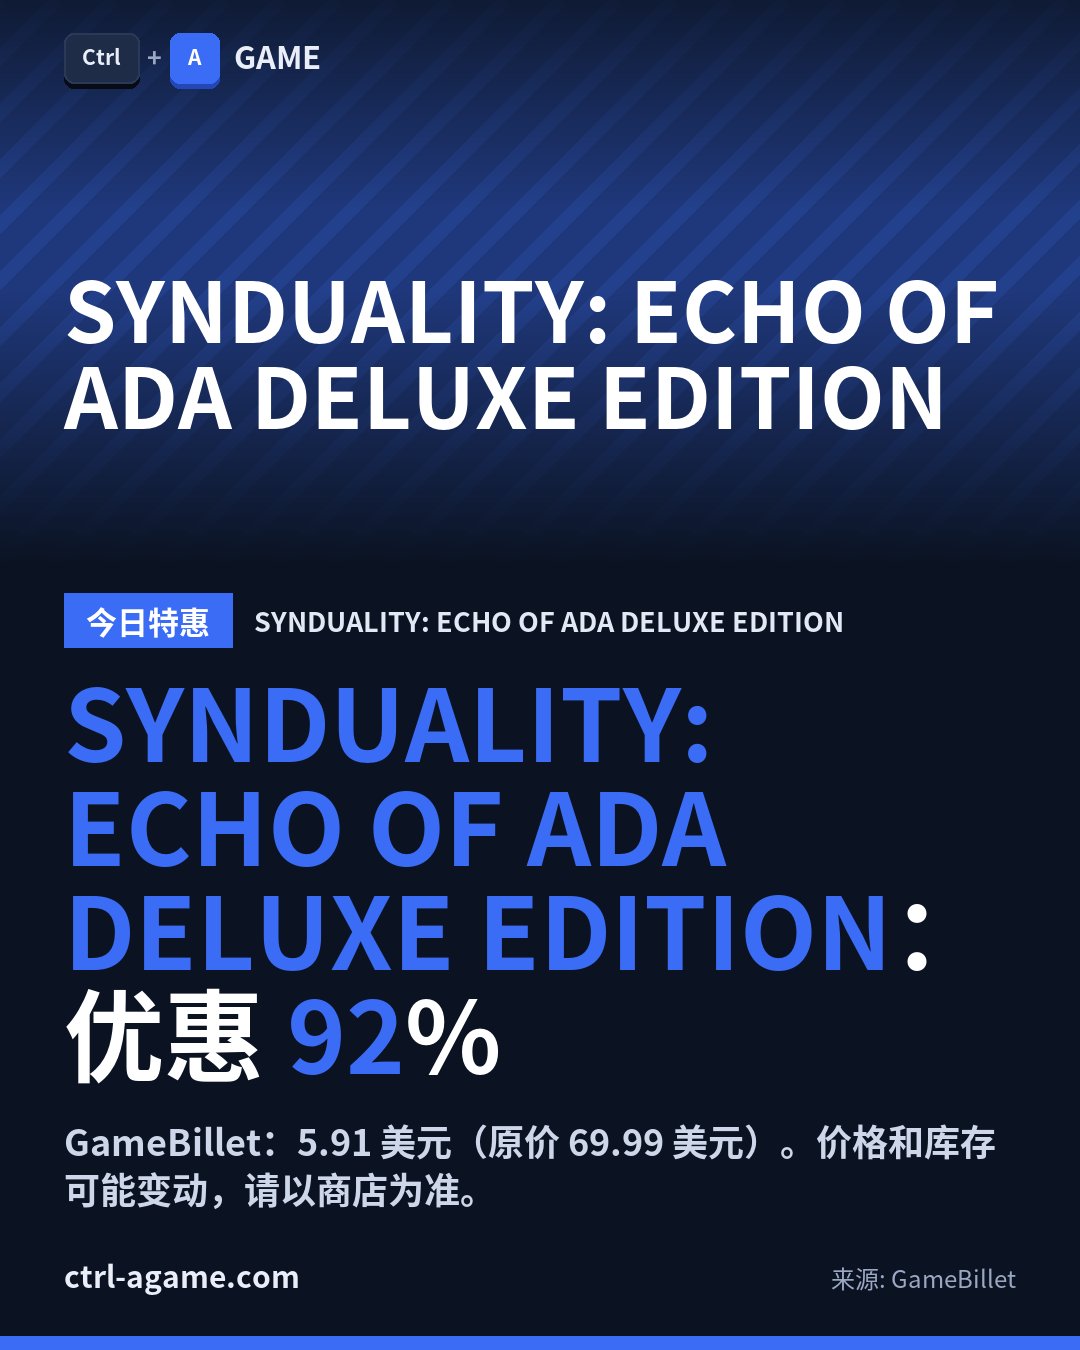 Ctrl + A GAME
SYNDUALITY: ECHO OF
ADA DELUXE EDITION
今日特惠 SYNDUALITY: ECHO OF ADA DELUXE EDITION
SYNDUALITY:
ECHO OF ADA
DELUXE EDITION：
优惠 92%
GameBillet：5.91 美元（原价 69.99 美元）。价格和库存
可能变动，请以商店为准。
ctrl-agame.com
来源: GameBillet